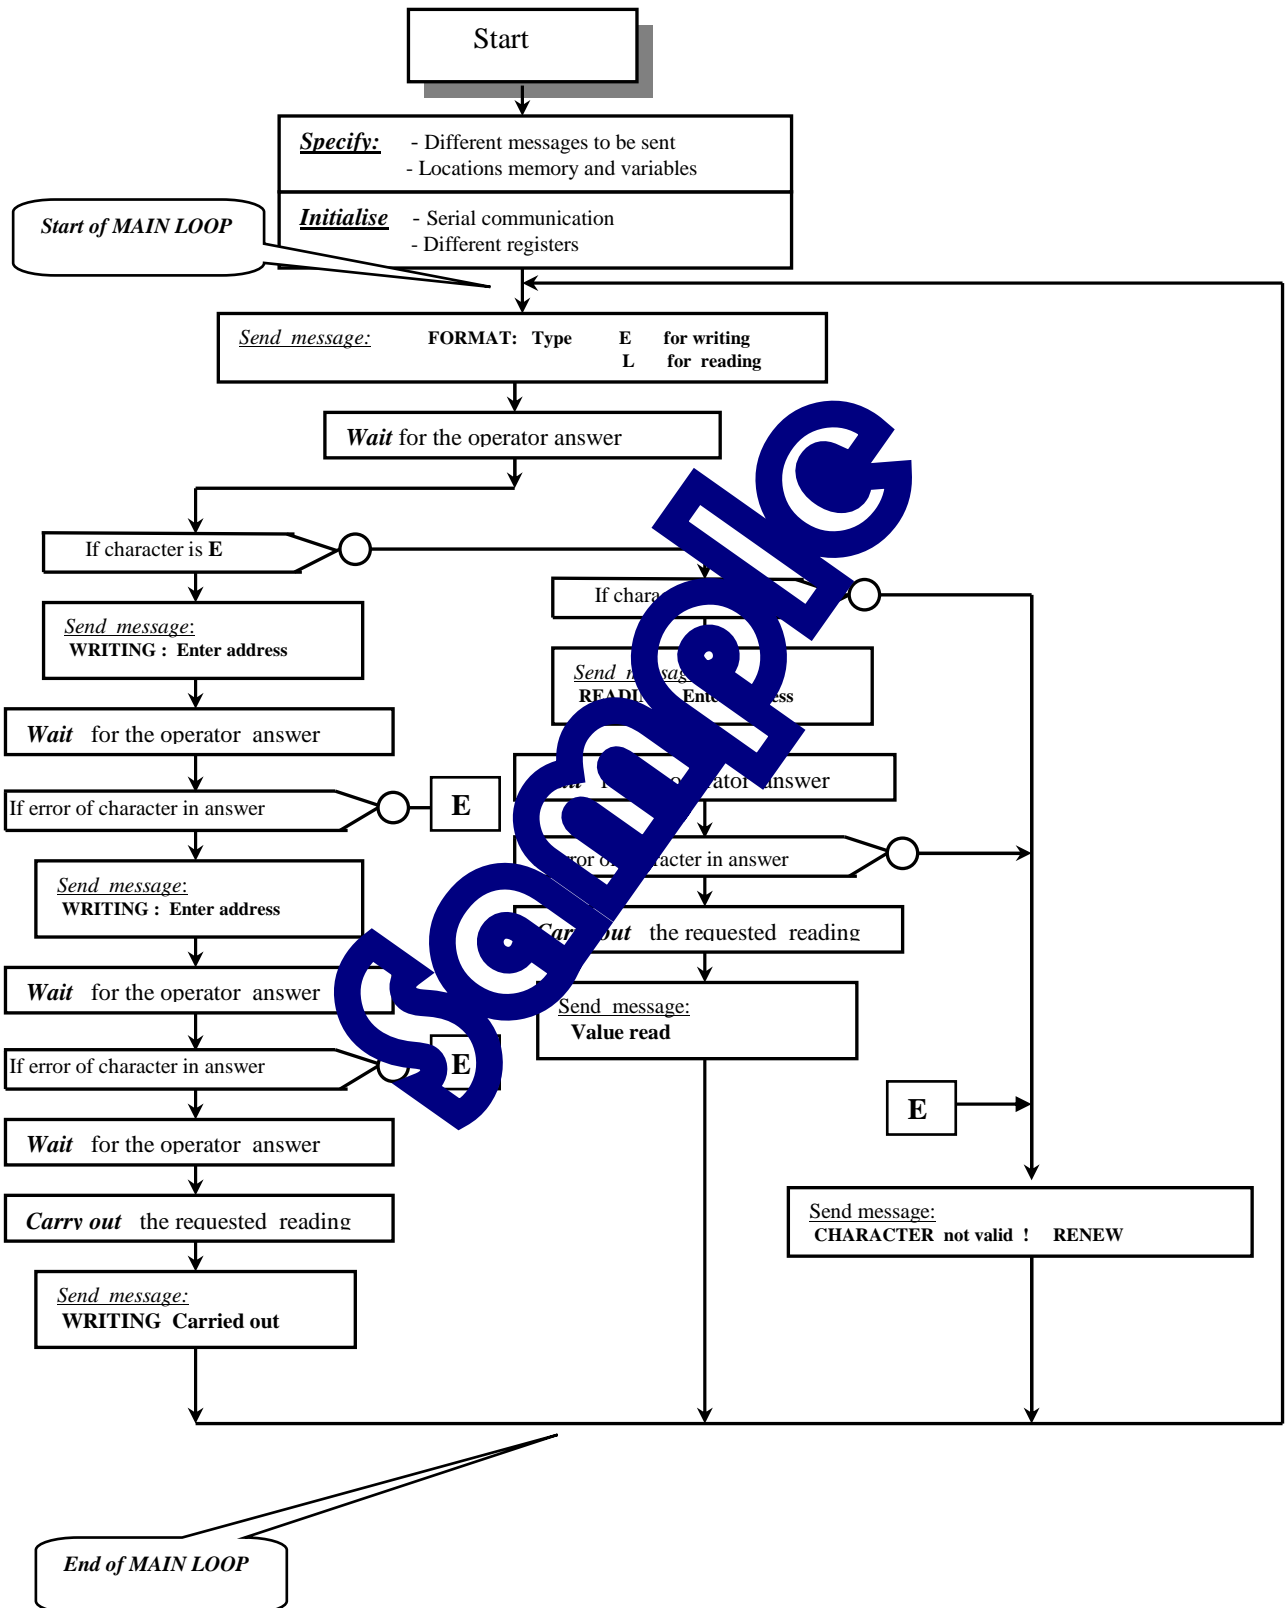 Start
Specify: - Different messages to be sent
- Locations memory and variables
Initialise - Serial communication
- Different registers
Start of MAIN LOOP
Send message: FORMAT: Type E for writing
L for reading
Wait for the operator answer
If character is E
Send message:
WRITING : Enter address
Wait for the operator answer
If error of character in answer
E
Send message:
WRITING : Enter address
Wait for the operator answer
If error of character in answer
E
Wait for the operator answer
Carry out the requested reading
Send message:
WRITING Carried out
If
Send
answer
character in answer
the requested reading
Send message:
Value read
E
Send message:
CHARACTER not valid ! RENEW
End of MAIN LOOP
Sample